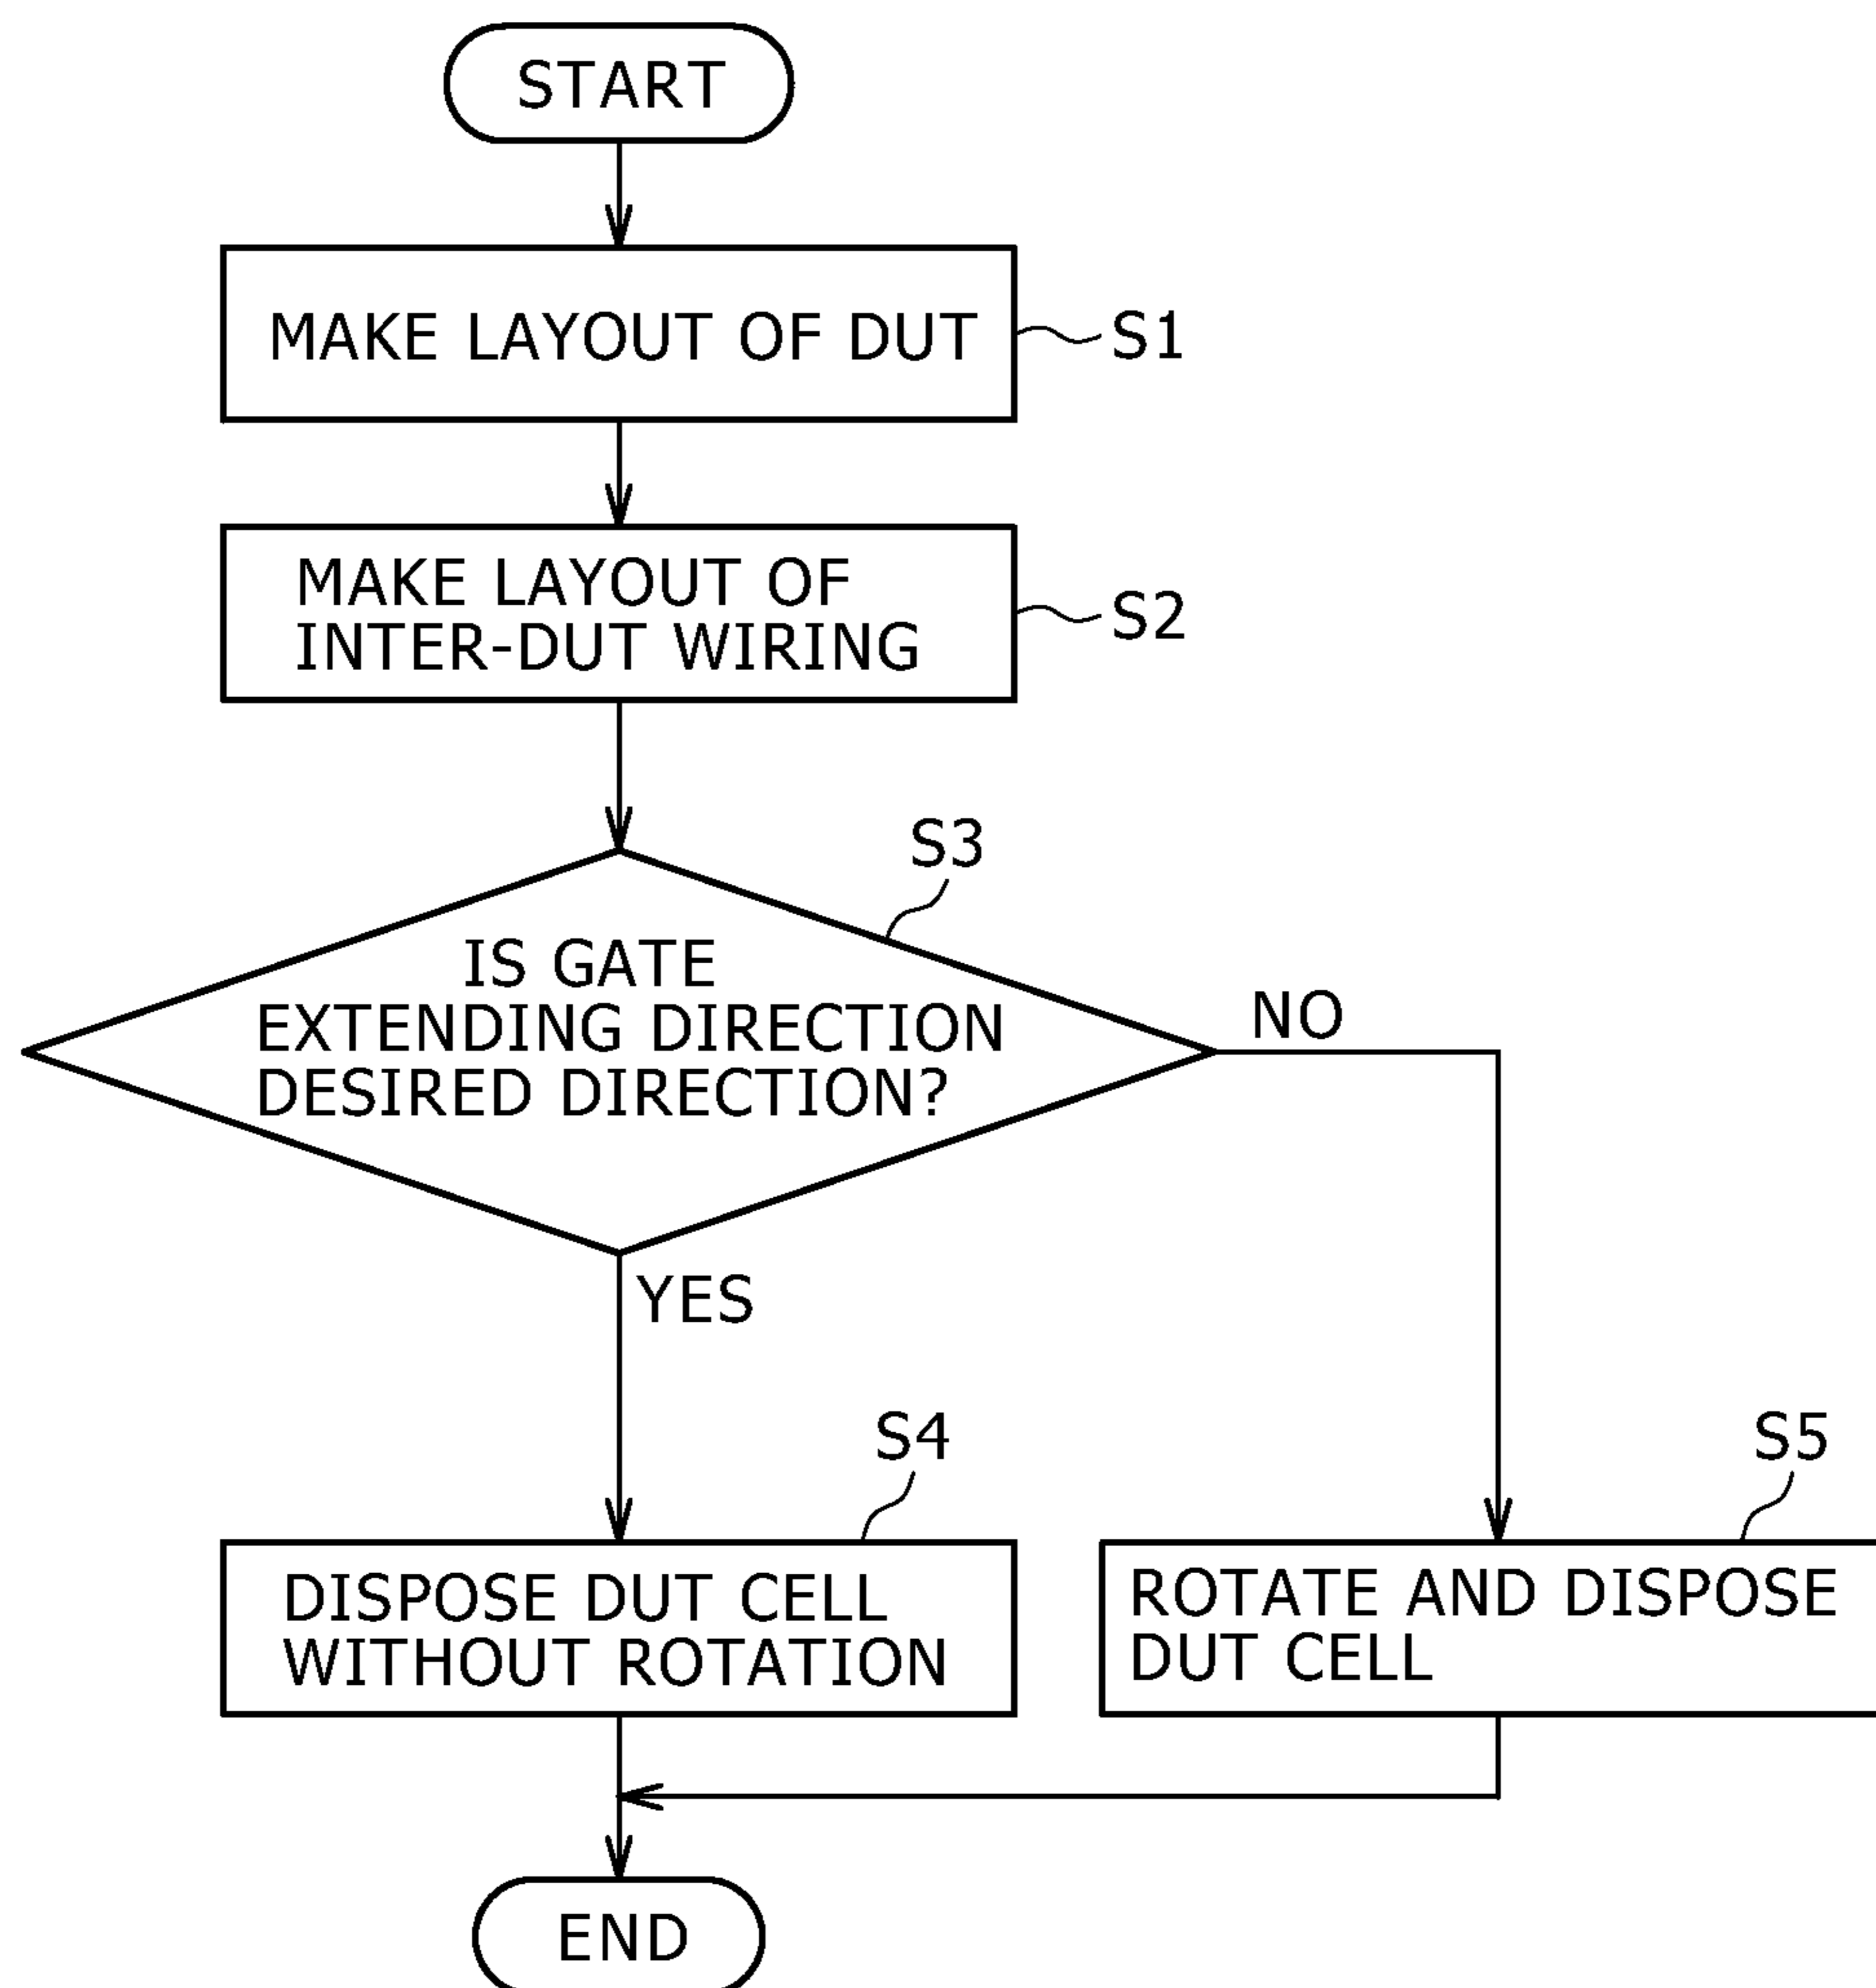 START
MAKE LAYOUT OF DUT
S1
MAKE LAYOUT OF
INTER-DUT WIRING
S2
S3
IS GATE
EXTENDING DIRECTION
DESIRED DIRECTION?
NO
YES
S4
DISPOSE DUT CELL
WITHOUT ROTATION
S5
ROTATE AND DISPOSE
DUT CELL
END